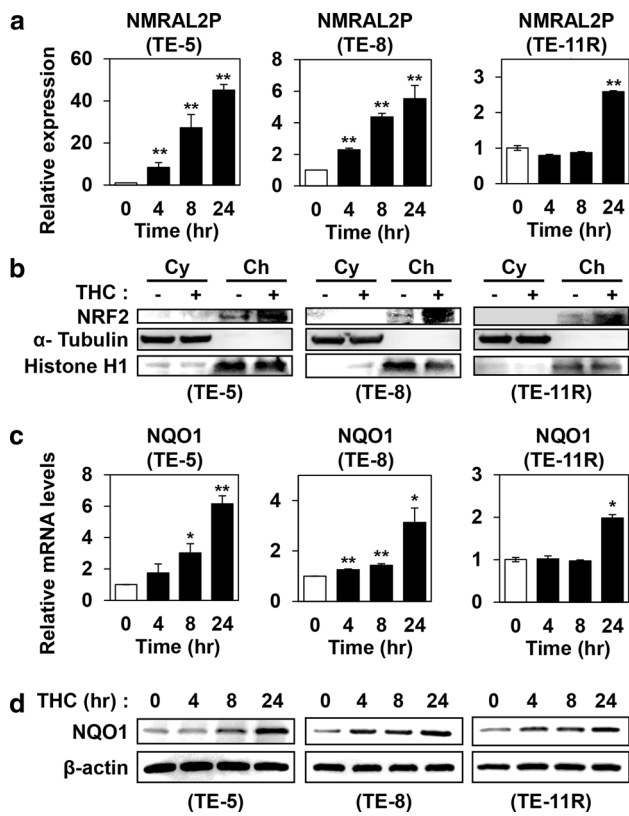 a
NMRAL2P (TE-5)
NMRAL2P (TE-8)
NMRAL2P (TE-11R)
Relative expression
60
40
20
0
**
**
**
0 4 8 24
Time (hr)
8
6
4
2
0
**
**
**
0 4 8 24
Time (hr)
3
2
1
0
**
0 4 8 24
Time (hr)
b
Cy Ch Cy Ch Cy Ch
THC : - + - + - + - + - + - +
NRF2
α- Tubulin
Histone H1
(TE-5) (TE-8) (TE-11R)
c
NQO1 (TE-5)
NQO1 (TE-8)
NQO1 (TE-11R)
Relative mRNA levels
8
6
4
2
0
*
**
0 4 8 24
Time (hr)
4
2
0
**
**
*
0 4 8 24
Time (hr)
2
1
0
*
0 4 8 24
Time (hr)
d
THC (hr) : 0 4 8 24 0 4 8 24 0 4 8 24
NQO1
β-actin
(TE-5) (TE-8) (TE-11R)